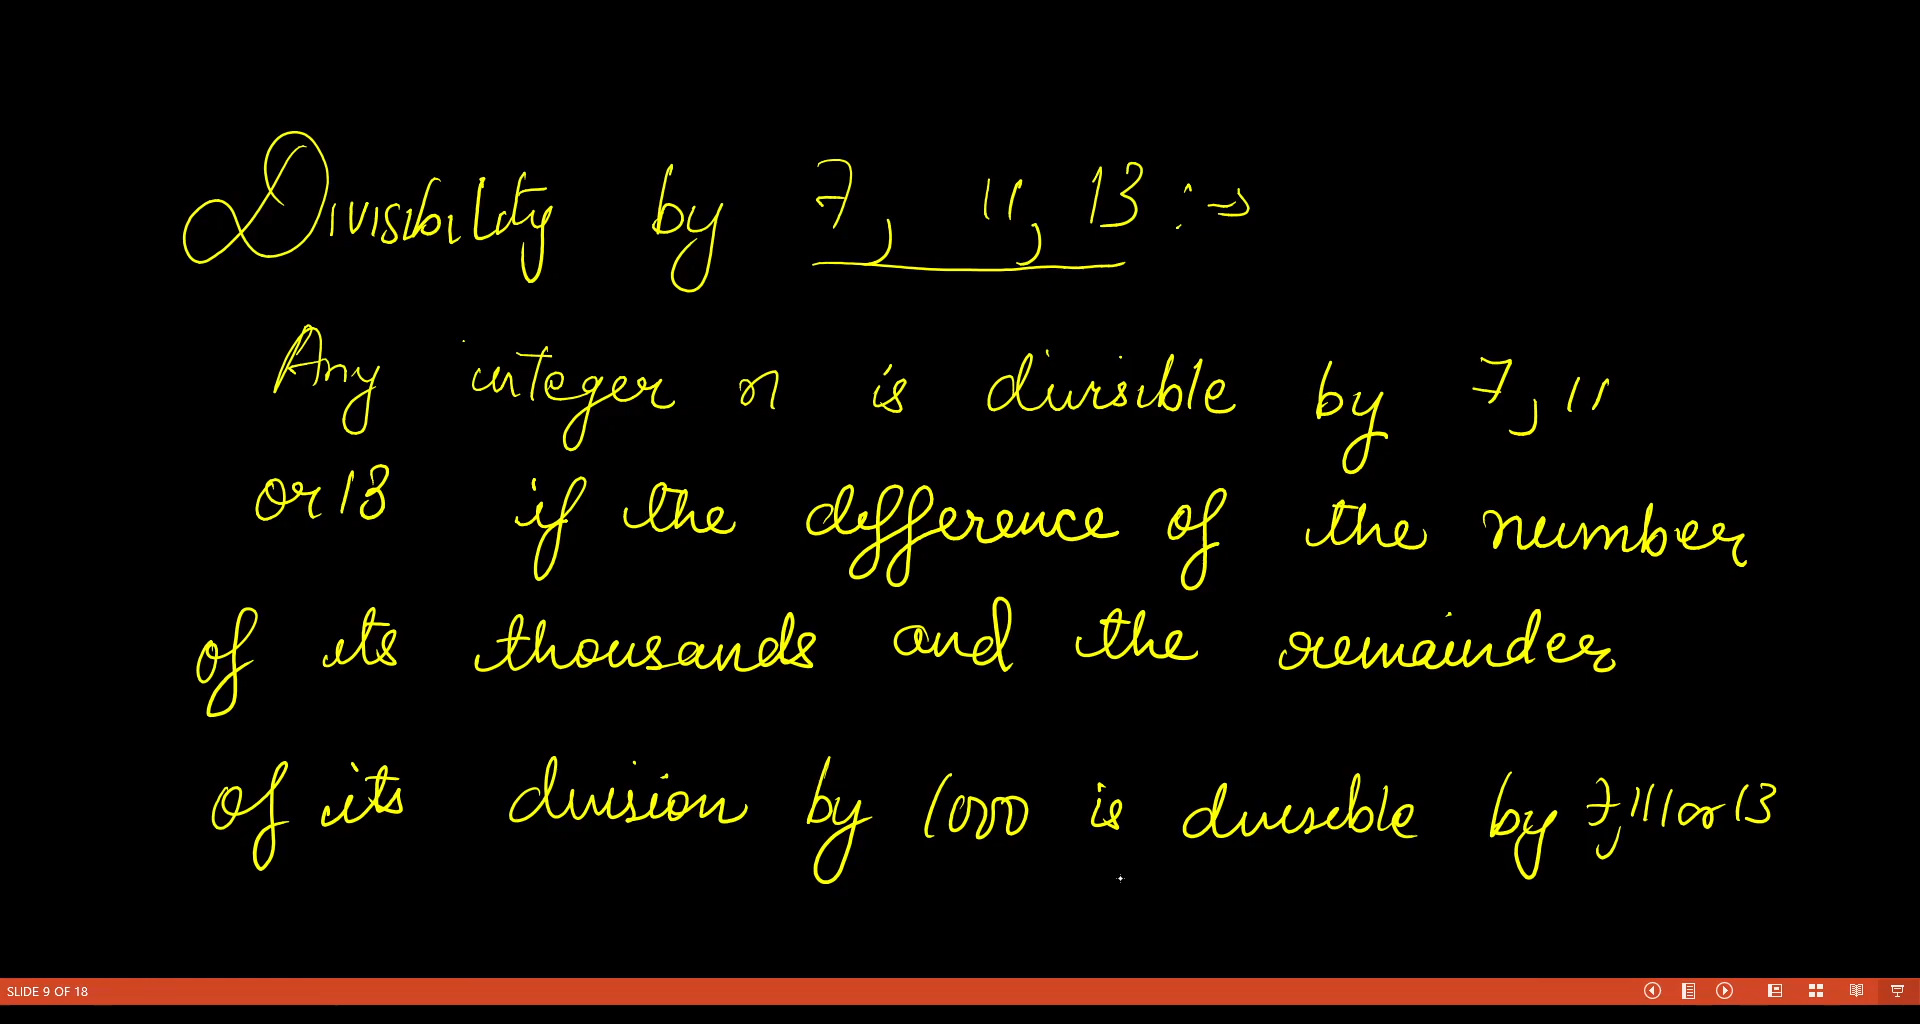 Divisibility by 7, 11, 13 :⇒
Any integer n is divisible by 7, 11
or 13 if the difference of the number
of its thousands and the remainder
of its division by 1000 is divisible by 7, 11 or 13
SLIDE 9 OF 18